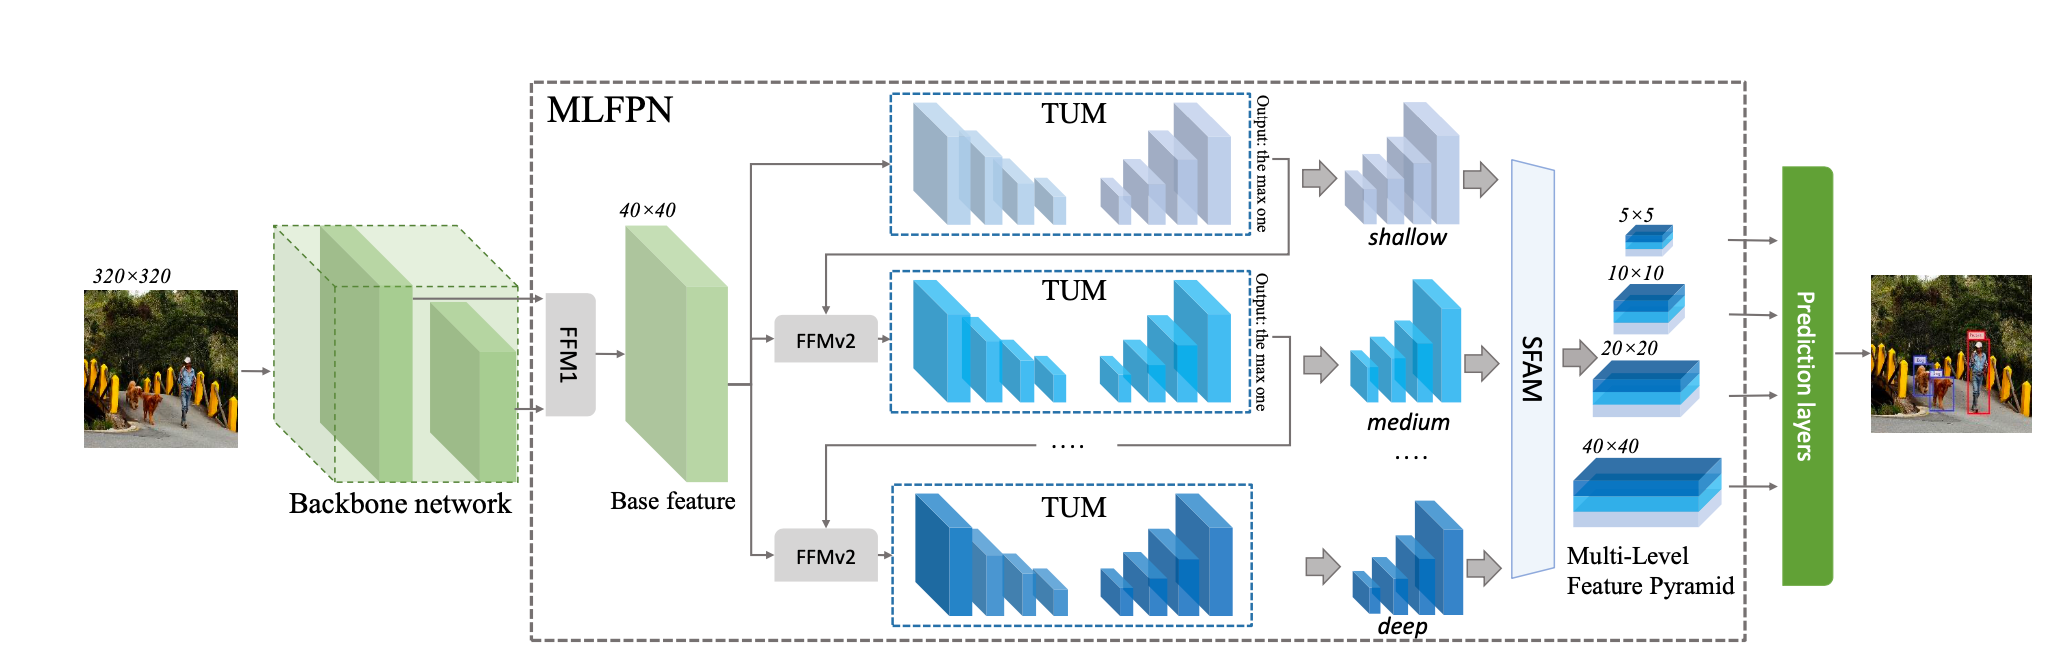 320×320
Backbone network
MLFPN
FFM1
40×40
Base feature
TUM
Output: the max one
shallow
FFMv2
TUM
Output: the max one
medium
....
....
FFMv2
TUM
deep
SFAM
5×5
10×10
20×20
40×40
Multi-Level
Feature Pyramid
Prediction layers